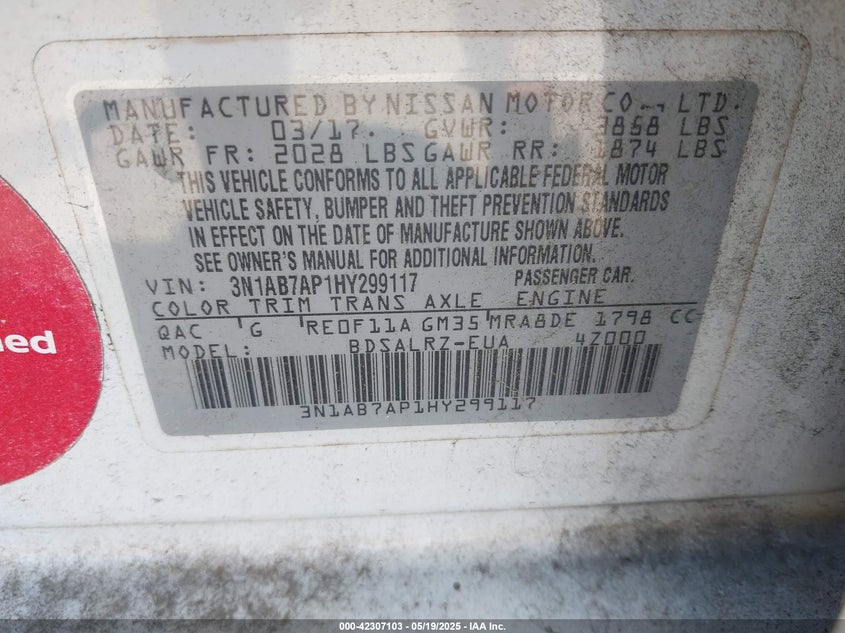 MANUFACTURED BY NISSAN MOTOR CO., LTD.
DATE: 03/17. GVWR: 3868 LBS
GAWR FR: 2028 LBS GAWR RR: 1874 LBS
THIS VEHICLE CONFORMS TO ALL APPLICABLE FEDERAL MOTOR
VEHICLE SAFETY, BUMPER AND THEFT PREVENTION STANDARDS
IN EFFECT ON THE DATE OF MANUFACTURE SHOWN ABOVE.
SEE OWNER'S MANUAL FOR ADDITIONAL INFORMATION.
VIN: 3N1AB7AP1HY299117 PASSENGER CAR.
COLOR TRIM TRANS AXLE ENGINE
QAC G RE0F11A GM35 MRA8DE 1798 CC
MODEL: BDSALRZ-EUA 4Z000
3N1AB7AP1HY299117
000-42307103 — 05/19/2025 — IAA Inc.